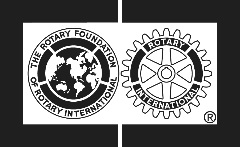 THE ROTARY FOUNDATION
OF ROTARY INTERNATIONAL
ROTARY
INTERNATIONAL
®